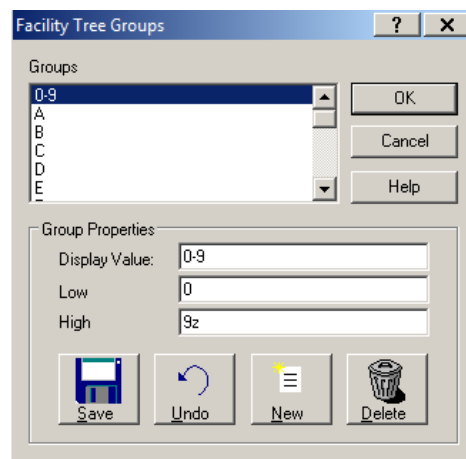 Facility Tree Groups ? X
Groups
0-9
A
B
C
D
E
OK
Cancel
Help
Group Properties
Display Value: 0-9
Low 0
High 9z
Save Undo New Delete